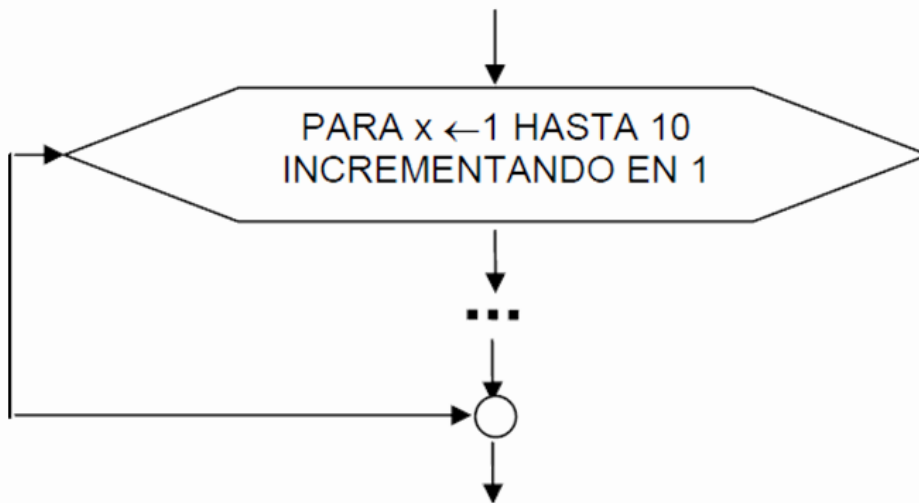 PARA x ←1 HASTA 10
INCREMENTANDO EN 1
...